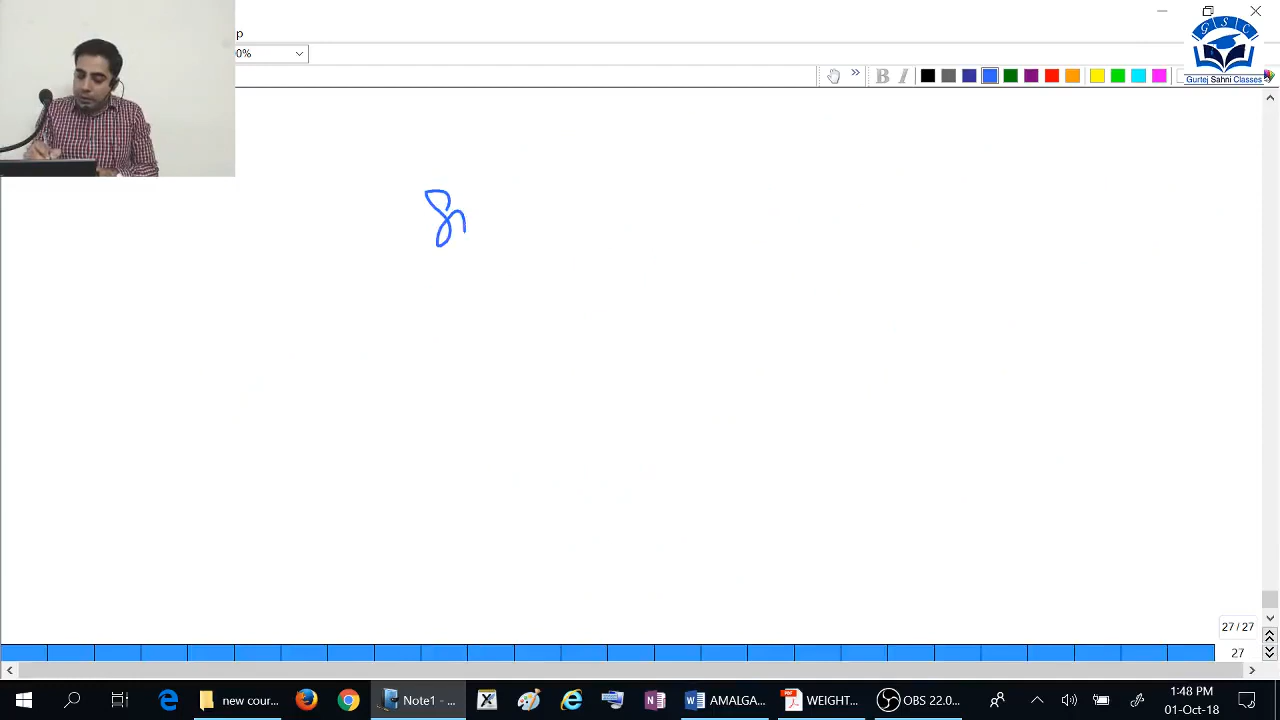 p
0%
B I
GSC
Gurtej Sahni Classes
27 / 27
27
new cour...
Note1 - ...
AMALGA...
WEIGHT...
OBS 22.0...
1:48 PM
01-Oct-18